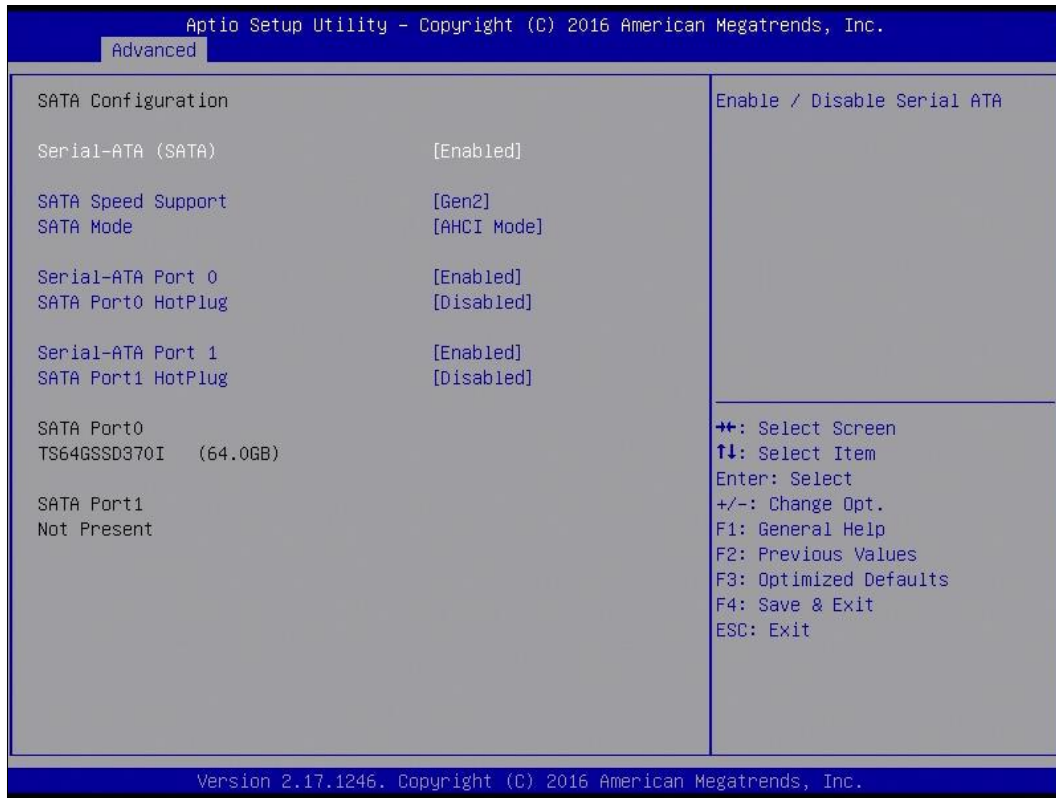 Aptio Setup Utility – Copyright (C) 2016 American Megatrends, Inc.
Advanced
SATA Configuration
Serial-ATA (SATA) [Enabled]
SATA Speed Support [Gen2]
SATA Mode [AHCI Mode]
Serial-ATA Port 0 [Enabled]
SATA Port0 HotPlug [Disabled]
Serial-ATA Port 1 [Enabled]
SATA Port1 HotPlug [Disabled]
SATA Port0
TS64GSSD370I (64.0GB)
SATA Port1
Not Present
Enable / Disable Serial ATA
→←: Select Screen
↑↓: Select Item
Enter: Select
+/-: Change Opt.
F1: General Help
F2: Previous Values
F3: Optimized Defaults
F4: Save & Exit
ESC: Exit
Version 2.17.1246. Copyright (C) 2016 American Megatrends, Inc.